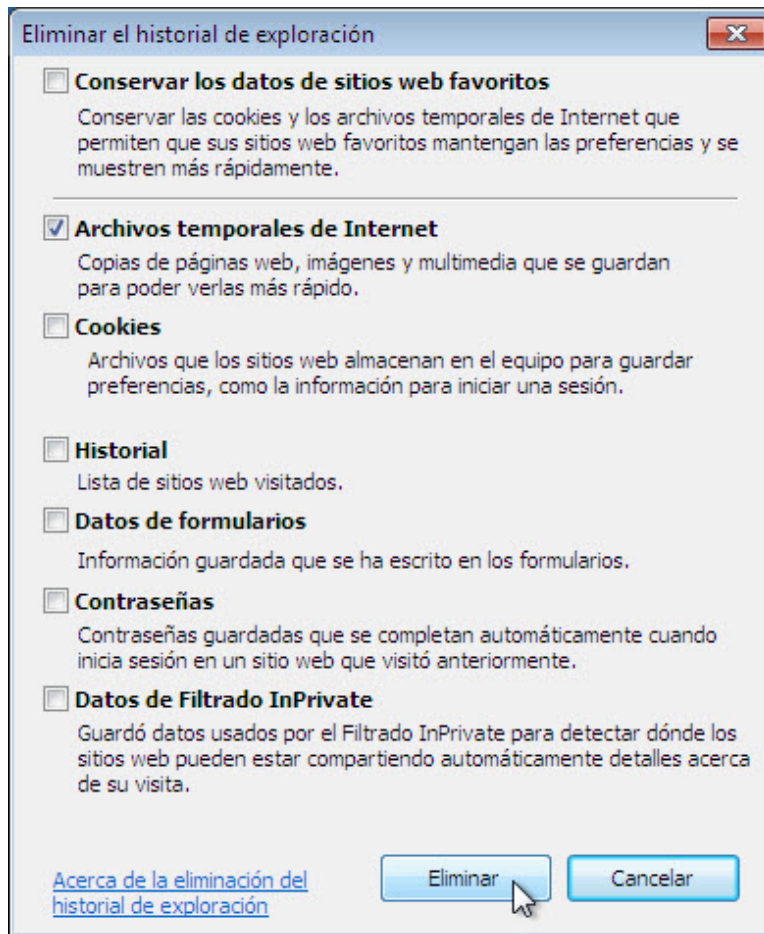 Eliminar el historial de exploración
Conservar los datos de sitios web favoritos
Conservar las cookies y los archivos temporales de Internet que
permiten que sus sitios web favoritos mantengan las preferencias y se
muestren más rápidamente.
Archivos temporales de Internet
Copias de páginas web, imágenes y multimedia que se guardan
para poder verlas más rápido.
Cookies
Archivos que los sitios web almacenan en el equipo para guardar
preferencias, como la información para iniciar una sesión.
Historial
Lista de sitios web visitados.
Datos de formularios
Información guardada que se ha escrito en los formularios.
Contraseñas
Contraseñas guardadas que se completan automáticamente cuando
inicia sesión en un sitio web que visitó anteriormente.
Datos de Filtrado InPrivate
Guardó datos usados por el Filtrado InPrivate para detectar dónde los
sitios web pueden estar compartiendo automáticamente detalles acerca
de su visita.
Acerca de la eliminación del
historial de exploración
Eliminar
Cancelar